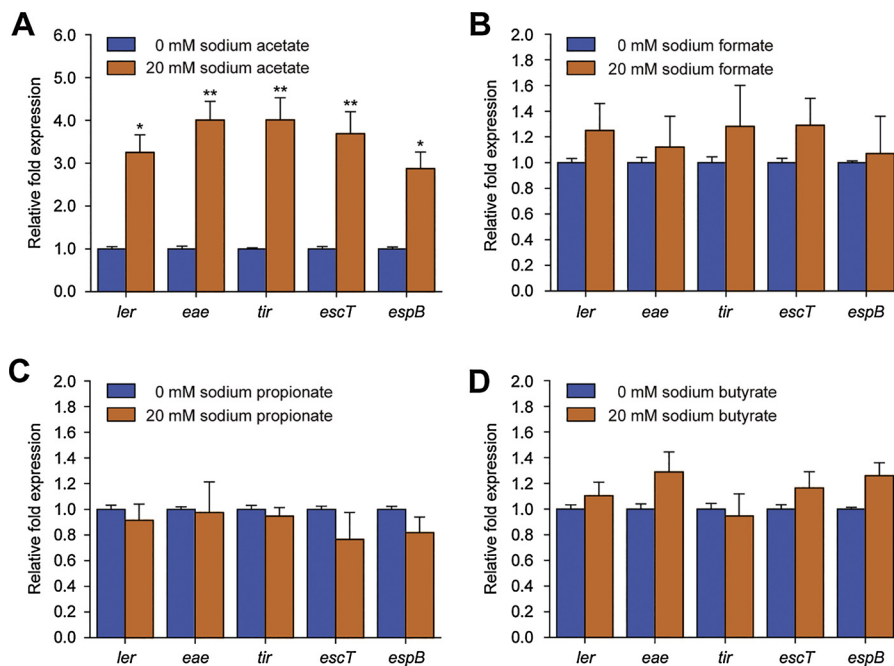 A
Relative fold expression
6.0
5.0
4.0
3.0
2.0
1.0
0.0
0 mM sodium acetate
20 mM sodium acetate
*
**
**
**
*
ler
eae
tir
escT
espB
B
Relative fold expression
2.0
1.8
1.6
1.4
1.2
1.0
0.8
0.6
0.4
0.2
0.0
0 mM sodium formate
20 mM sodium formate
ler
eae
tir
escT
espB
C
Relative fold expression
2.0
1.8
1.6
1.4
1.2
1.0
0.8
0.6
0.4
0.2
0.0
0 mM sodium propionate
20 mM sodium propionate
ler
eae
tir
escT
espB
D
Relative fold expression
2.0
1.8
1.6
1.4
1.2
1.0
0.8
0.6
0.4
0.2
0.0
0 mM sodium butyrate
20 mM sodium butyrate
ler
eae
tir
escT
espB